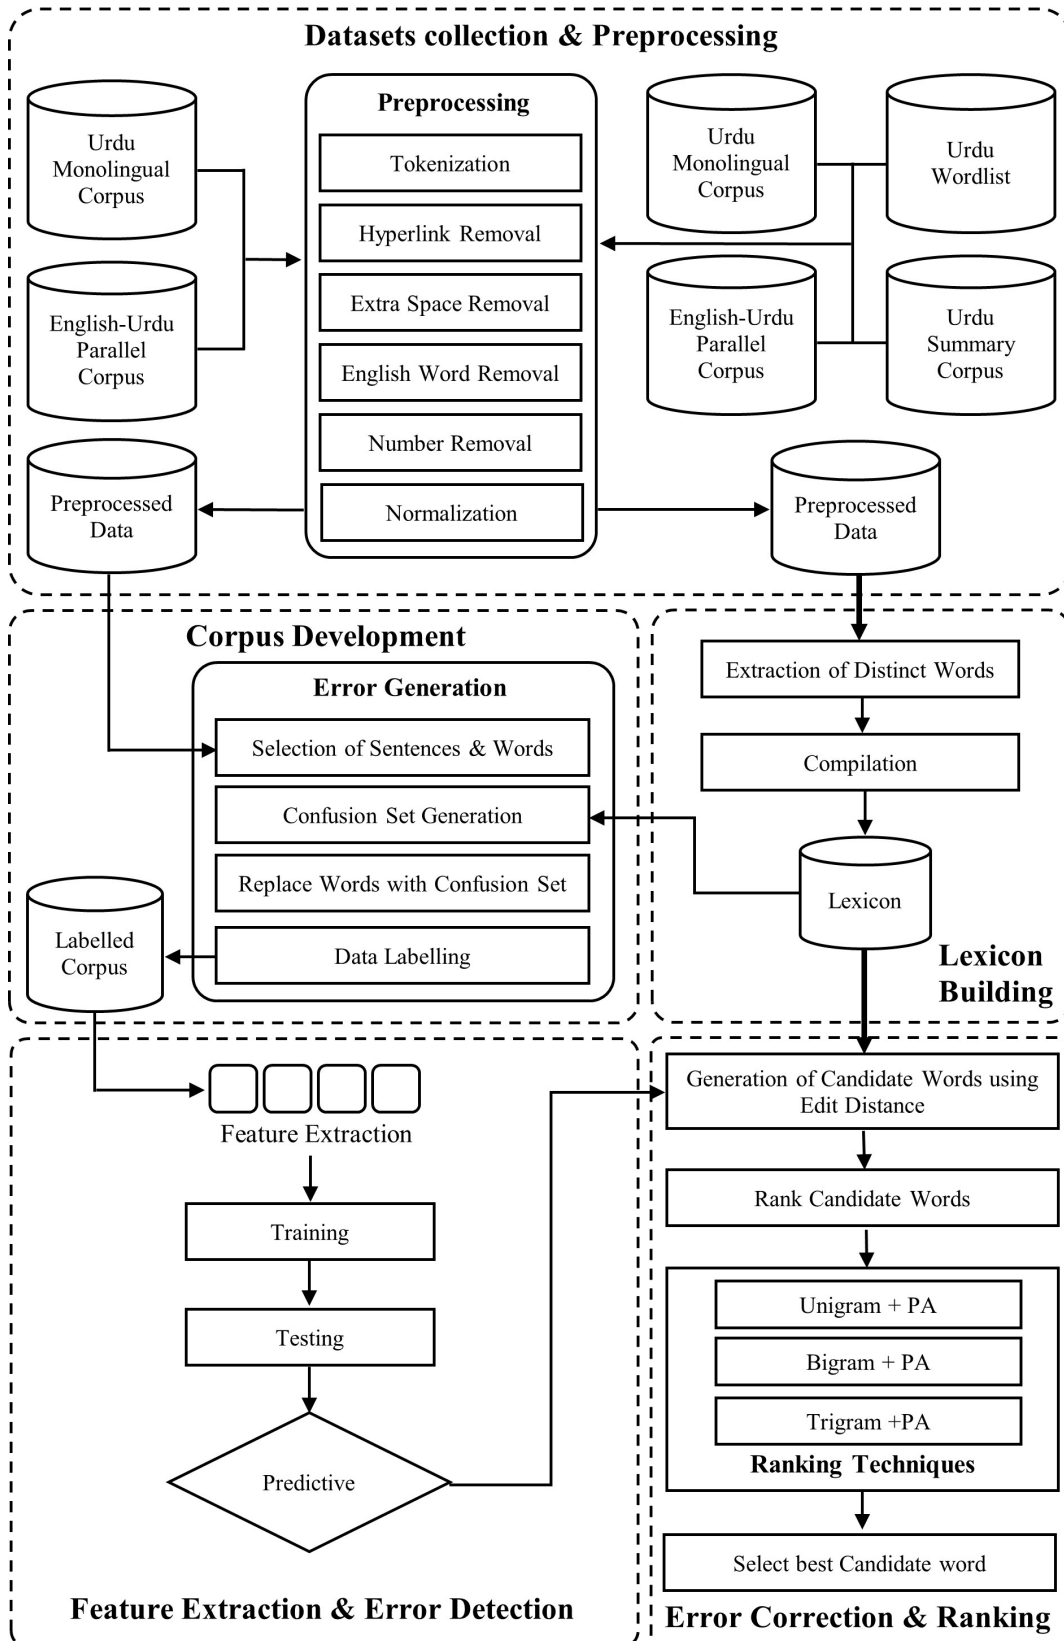 Datasets collection & Preprocessing
Urdu
Monolingual
Corpus
English-Urdu
Parallel
Corpus
Preprocessed
Data
Preprocessing
Tokenization
Hyperlink Removal
Extra Space Removal
English Word Removal
Number Removal
Normalization
Urdu
Monolingual
Corpus
Urdu
Wordlist
English-Urdu
Parallel
Corpus
Urdu
Summary
Corpus
Preprocessed
Data
Corpus Development
Error Generation
Selection of Sentences & Words
Confusion Set Generation
Replace Words with Confusion Set
Data Labelling
Labelled
Corpus
Extraction of Distinct Words
Compilation
Lexicon
Lexicon
Building
Feature Extraction
Training
Testing
Predictive
Feature Extraction & Error Detection
Generation of Candidate Words using
Edit Distance
Rank Candidate Words
Unigram + PA
Bigram + PA
Trigram +PA
Ranking Techniques
Select best Candidate word
Error Correction & Ranking